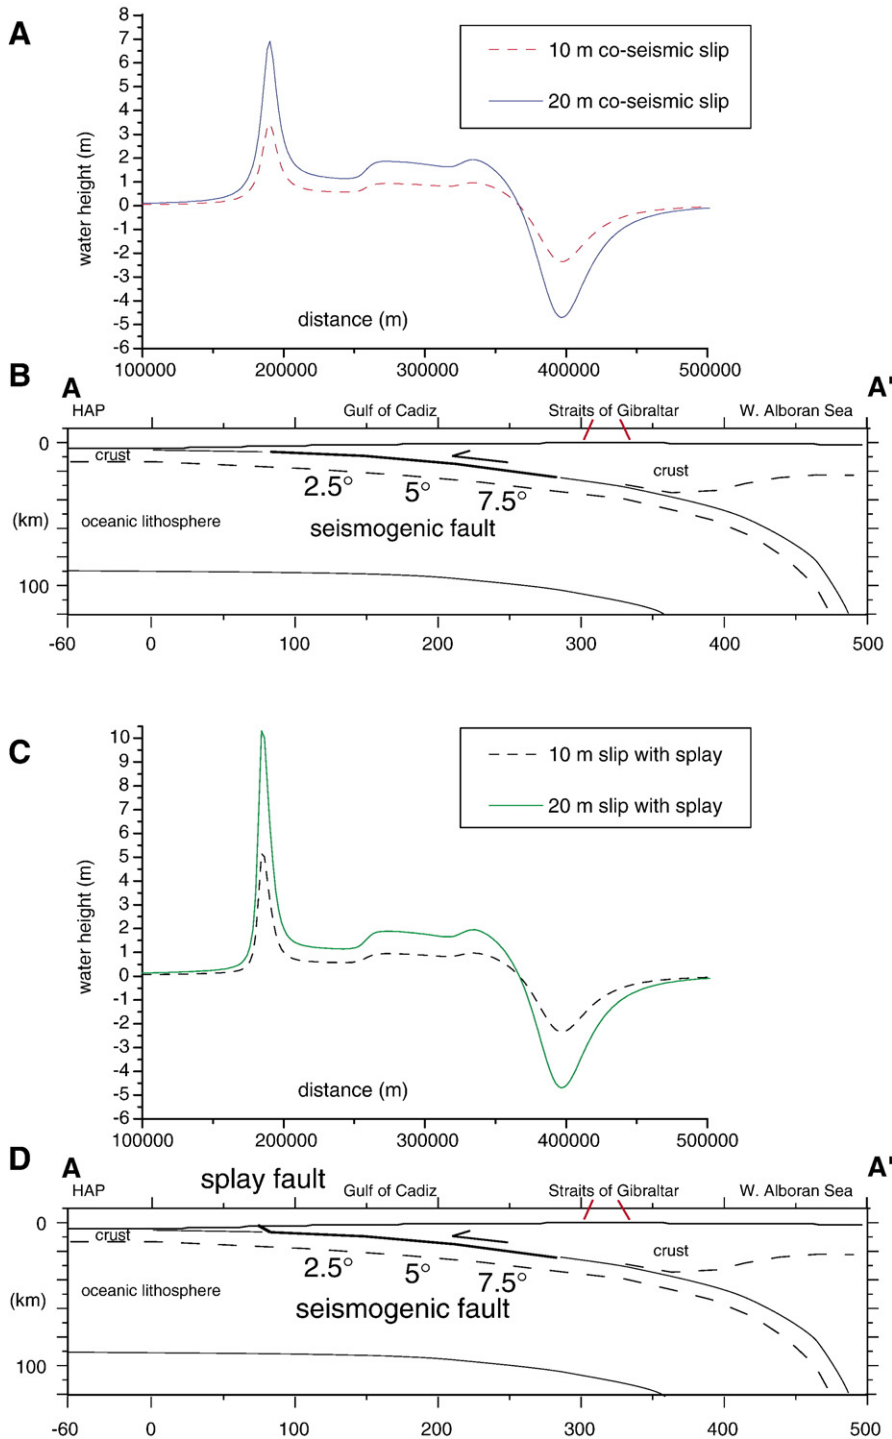 A
8
7
6
5
4
3
2
1
0
-1
-2
-3
-4
-5
-6
water height (m)
10 m co-seismic slip
20 m co-seismic slip
distance (m)
100000 200000 300000 400000 500000
B
A A'
HAP Gulf of Cadiz Straits of Gibraltar W. Alboran Sea
0
crust crust
2.5° 5° 7.5°
(km) oceanic lithosphere seismogenic fault
100
-60 0 100 200 300 400 500
C
10
9
8
7
6
5
4
3
2
1
0
-1
-2
-3
-4
-5
-6
water height (m)
10 m slip with splay
20 m slip with splay
distance (m)
100000 200000 300000 400000 500000
D
A splay fault A'
HAP Gulf of Cadiz Straits of Gibraltar W. Alboran Sea
0
crust crust
2.5° 5° 7.5°
(km) oceanic lithosphere seismogenic fault
100
-60 0 100 200 300 400 500